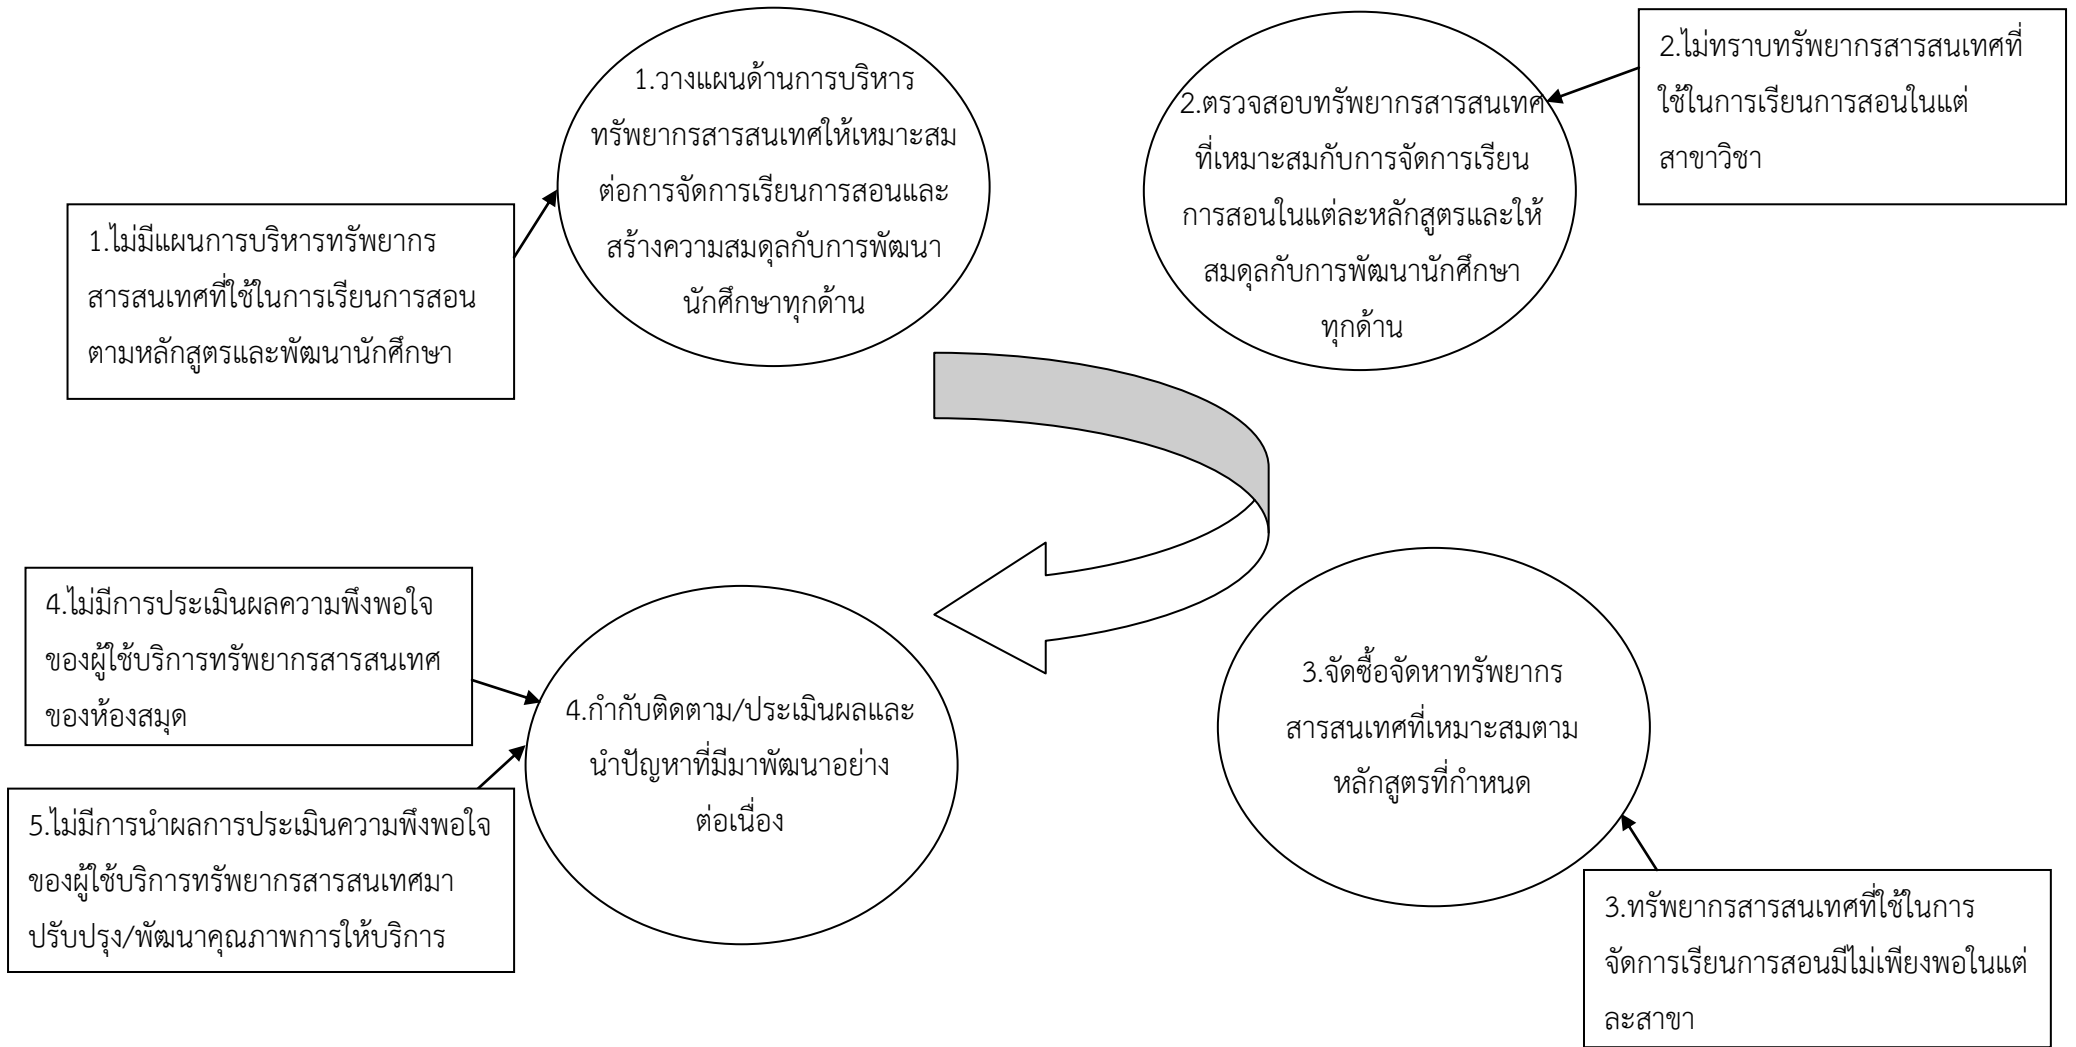 1.วางแผนด้านการบริหาร
ทรัพยากรสารสนเทศให้เหมาะสม
ต่อการจัดการเรียนการสอนและ
สร้างความสมดุลกับการพัฒนา
นักศึกษาทุกด้าน
2.ตรวจสอบทรัพยากรสารสนเทศ
ที่เหมาะสมกับการจัดการเรียน
การสอนในแต่ละหลักสูตรและให้
สมดุลกับการพัฒนานักศึกษา
ทุกด้าน
2.ไม่ทราบทรัพยากรสารสนเทศที่
ใช้ในการเรียนการสอนในแต่
สาขาวิชา
1.ไม่มีแผนการบริหารทรัพยากร
สารสนเทศที่ใช้ในการเรียนการสอน
ตามหลักสูตรและพัฒนานักศึกษา
4.ไม่มีการประเมินผลความพึงพอใจ
ของผู้ใช้บริการทรัพยากรสารสนเทศ
ของห้องสมุด
4.กำกับติดตาม/ประเมินผลและ
นำปัญหาที่มีมาพัฒนาอย่าง
ต่อเนื่อง
3.จัดซื้อจัดหาทรัพยากร
สารสนเทศที่เหมาะสมตาม
หลักสูตรที่กำหนด
5.ไม่มีการนำผลการประเมินความพึงพอใจ
ของผู้ใช้บริการทรัพยากรสารสนเทศมา
ปรับปรุง/พัฒนาคุณภาพการให้บริการ
3.ทรัพยากรสารสนเทศที่ใช้ในการ
จัดการเรียนการสอนมีไม่เพียงพอในแต่
ละสาขา